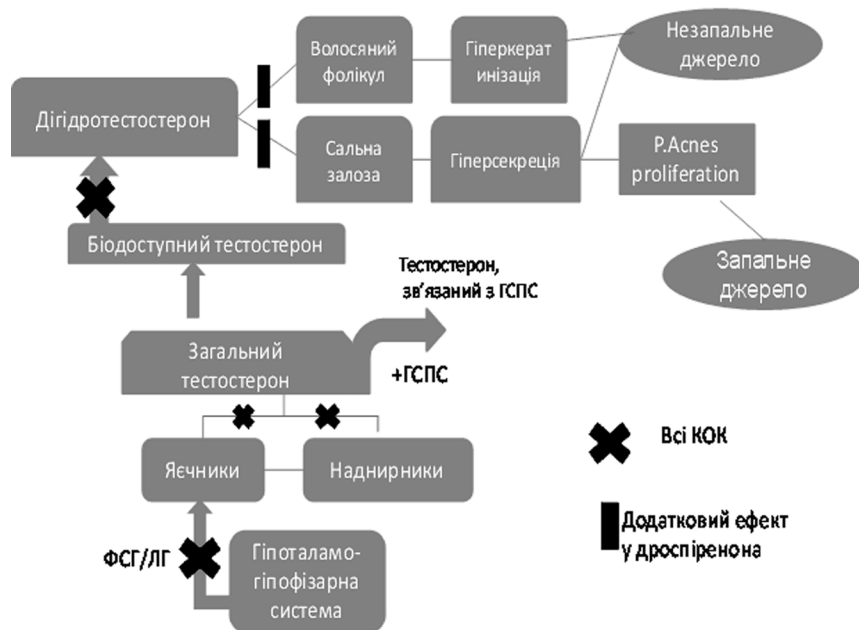 Волосяний
фолікул
Гіперкерат
инізація
Незапальне
джерело
Дігідротестостерон
Сальна
залоза
Гіперсекреція
P.Acnes
proliferation
Біодоступний тестостерон
Запальне
джерело
Тестостерон,
зв'язаний з ГСПС
Загальний
тестостерон
+ГСПС
Яєчники
Наднирники
Всі КОК
ФСГ/ЛГ
Гіпоталамо-
гіпофізарна
система
Додатковий ефект
у дроспіренона